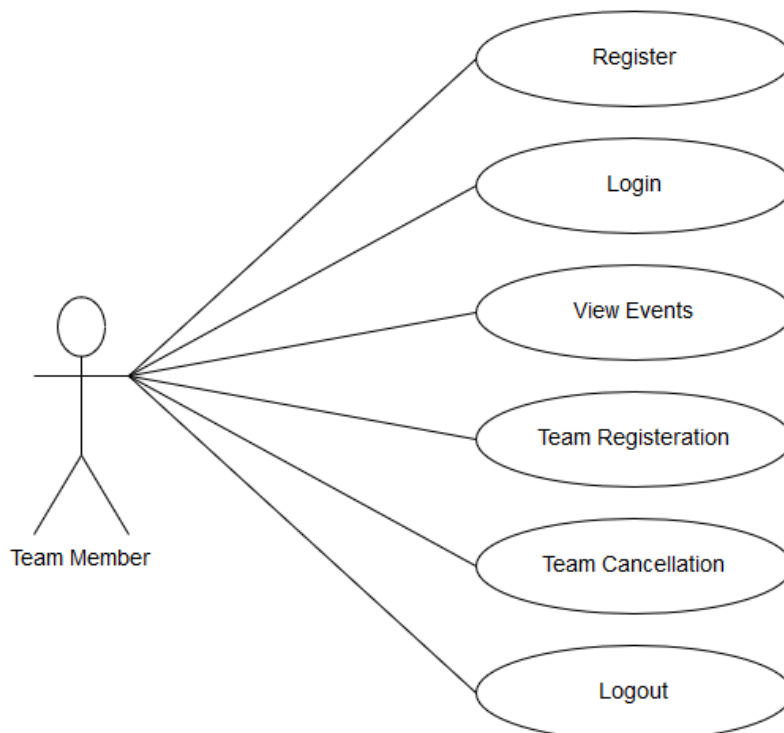 Register
Login
View Events
Team Registeration
Team Cancellation
Logout
Team Member